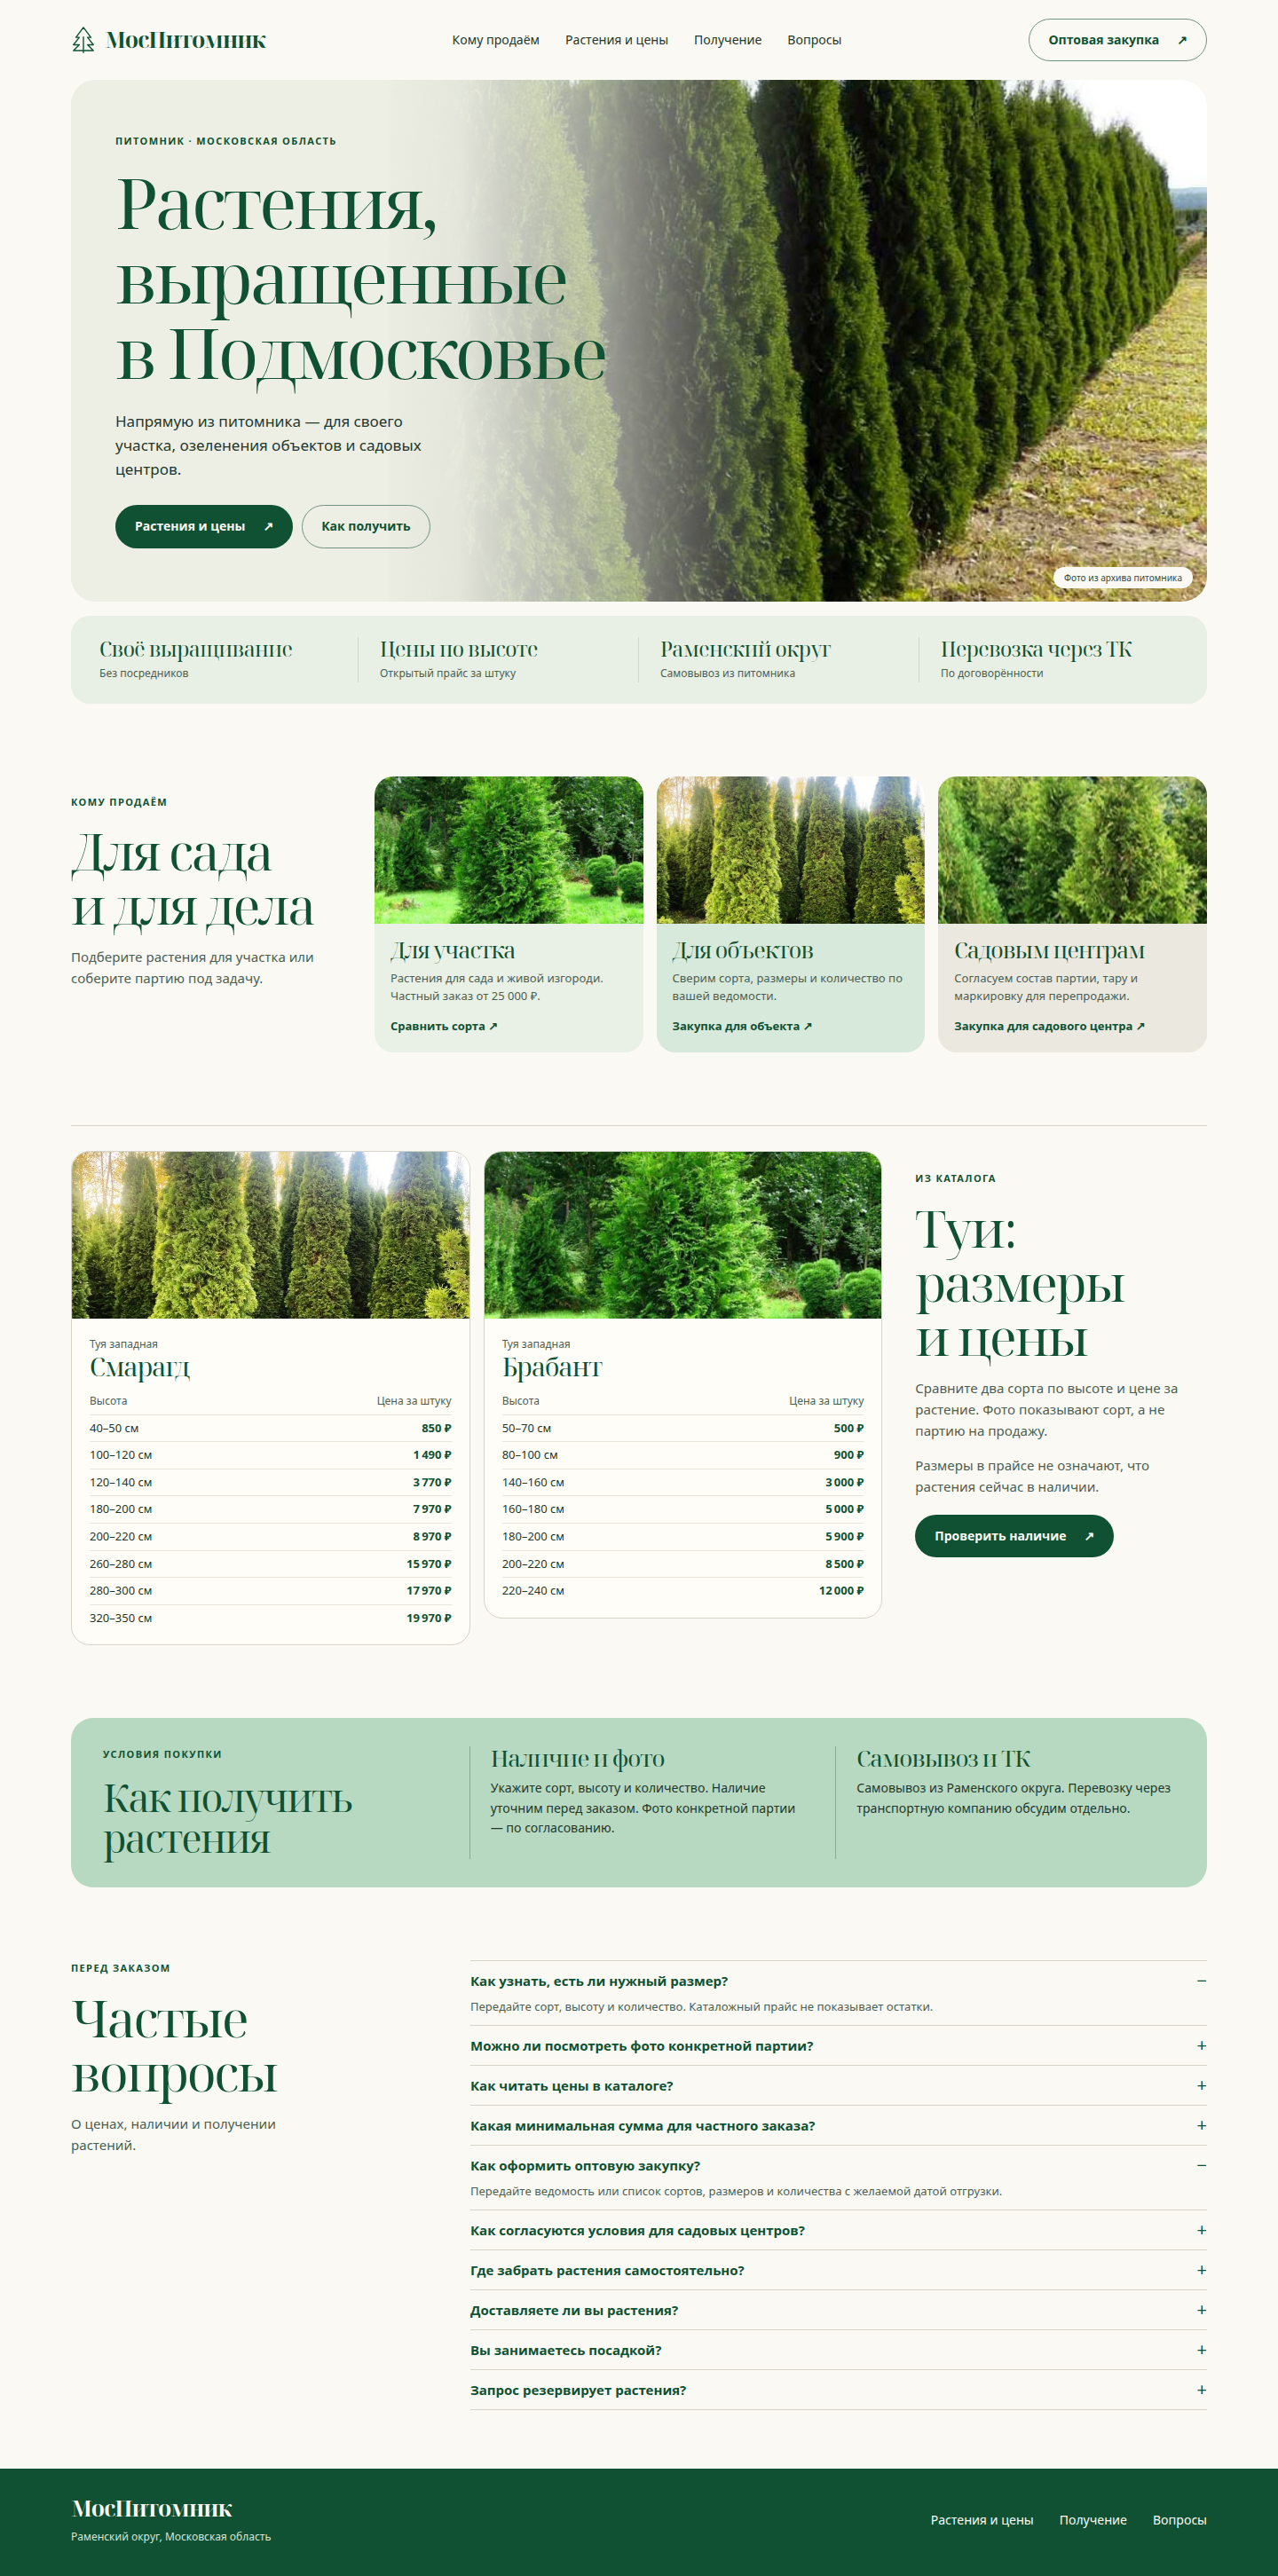 МосПитомник
Кому продаём
Растения и цены
Получение
Вопросы
Оптовая закупка ↗
ПИТОМНИК · МОСКОВСКАЯ ОБЛАСТЬ
Растения,
выращенные
в Подмосковье
Напрямую из питомника — для своего
участка, озеленения объектов и садовых
центров.
Растения и цены ↗
Как получить
Фото из архива питомника
Своё выращивание
Без посредников
Цены по высоте
Открытый прайс за штуку
Раменский округ
Самовывоз из питомника
Перевозка через ТК
По договорённости
КОМУ ПРОДАЁМ
Для сада
и для дела
Подберите растения для участка или
соберите партию под задачу.
Для участка
Растения для сада и живой изгороди.
Частный заказ от 25 000 ₽.
Сравнить сорта ↗
Для объектов
Сверим сорта, размеры и количество по
вашей ведомости.
Закупка для объекта ↗
Садовым центрам
Согласуем состав партии, тару и
маркировку для перепродажи.
Закупка для садового центра ↗
Туя западная
Смарагд
Высота Цена за штуку
40–50 см 850 ₽
100–120 см 1 490 ₽
120–140 см 3 770 ₽
180–200 см 7 970 ₽
200–220 см 8 970 ₽
260–280 см 15 970 ₽
280–300 см 17 970 ₽
320–350 см 19 970 ₽
Туя западная
Брабант
Высота Цена за штуку
50–70 см 500 ₽
80–100 см 900 ₽
140–160 см 3 000 ₽
160–180 см 5 000 ₽
180–200 см 5 900 ₽
200–220 см 8 500 ₽
220–240 см 12 000 ₽
ИЗ КАТАЛОГА
Туи:
размеры
и цены
Сравните два сорта по высоте и цене за
растение. Фото показывают сорт, а не
партию на продажу.
Размеры в прайсе не означают, что
растения сейчас в наличии.
Проверить наличие ↗
УСЛОВИЯ ПОКУПКИ
Как получить
растения
Наличие и фото
Укажите сорт, высоту и количество. Наличие
уточним перед заказом. Фото конкретной партии
— по согласованию.
Самовывоз и ТК
Самовывоз из Раменского округа. Перевозку через
транспортную компанию обсудим отдельно.
ПЕРЕД ЗАКАЗОМ
Частые
вопросы
О ценах, наличии и получении
растений.
Как узнать, есть ли нужный размер? −
Передайте сорт, высоту и количество. Каталожный прайс не показывает остатки.
Можно ли посмотреть фото конкретной партии? +
Как читать цены в каталоге? +
Какая минимальная сумма для частного заказа? +
Как оформить оптовую закупку? −
Передайте ведомость или список сортов, размеров и количества с желаемой датой отгрузки.
Как согласуются условия для садовых центров? +
Где забрать растения самостоятельно? +
Доставляете ли вы растения? +
Вы занимаетесь посадкой? +
Запрос резервирует растения? +
МосПитомник
Раменский округ, Московская область
Растения и цены
Получение
Вопросы